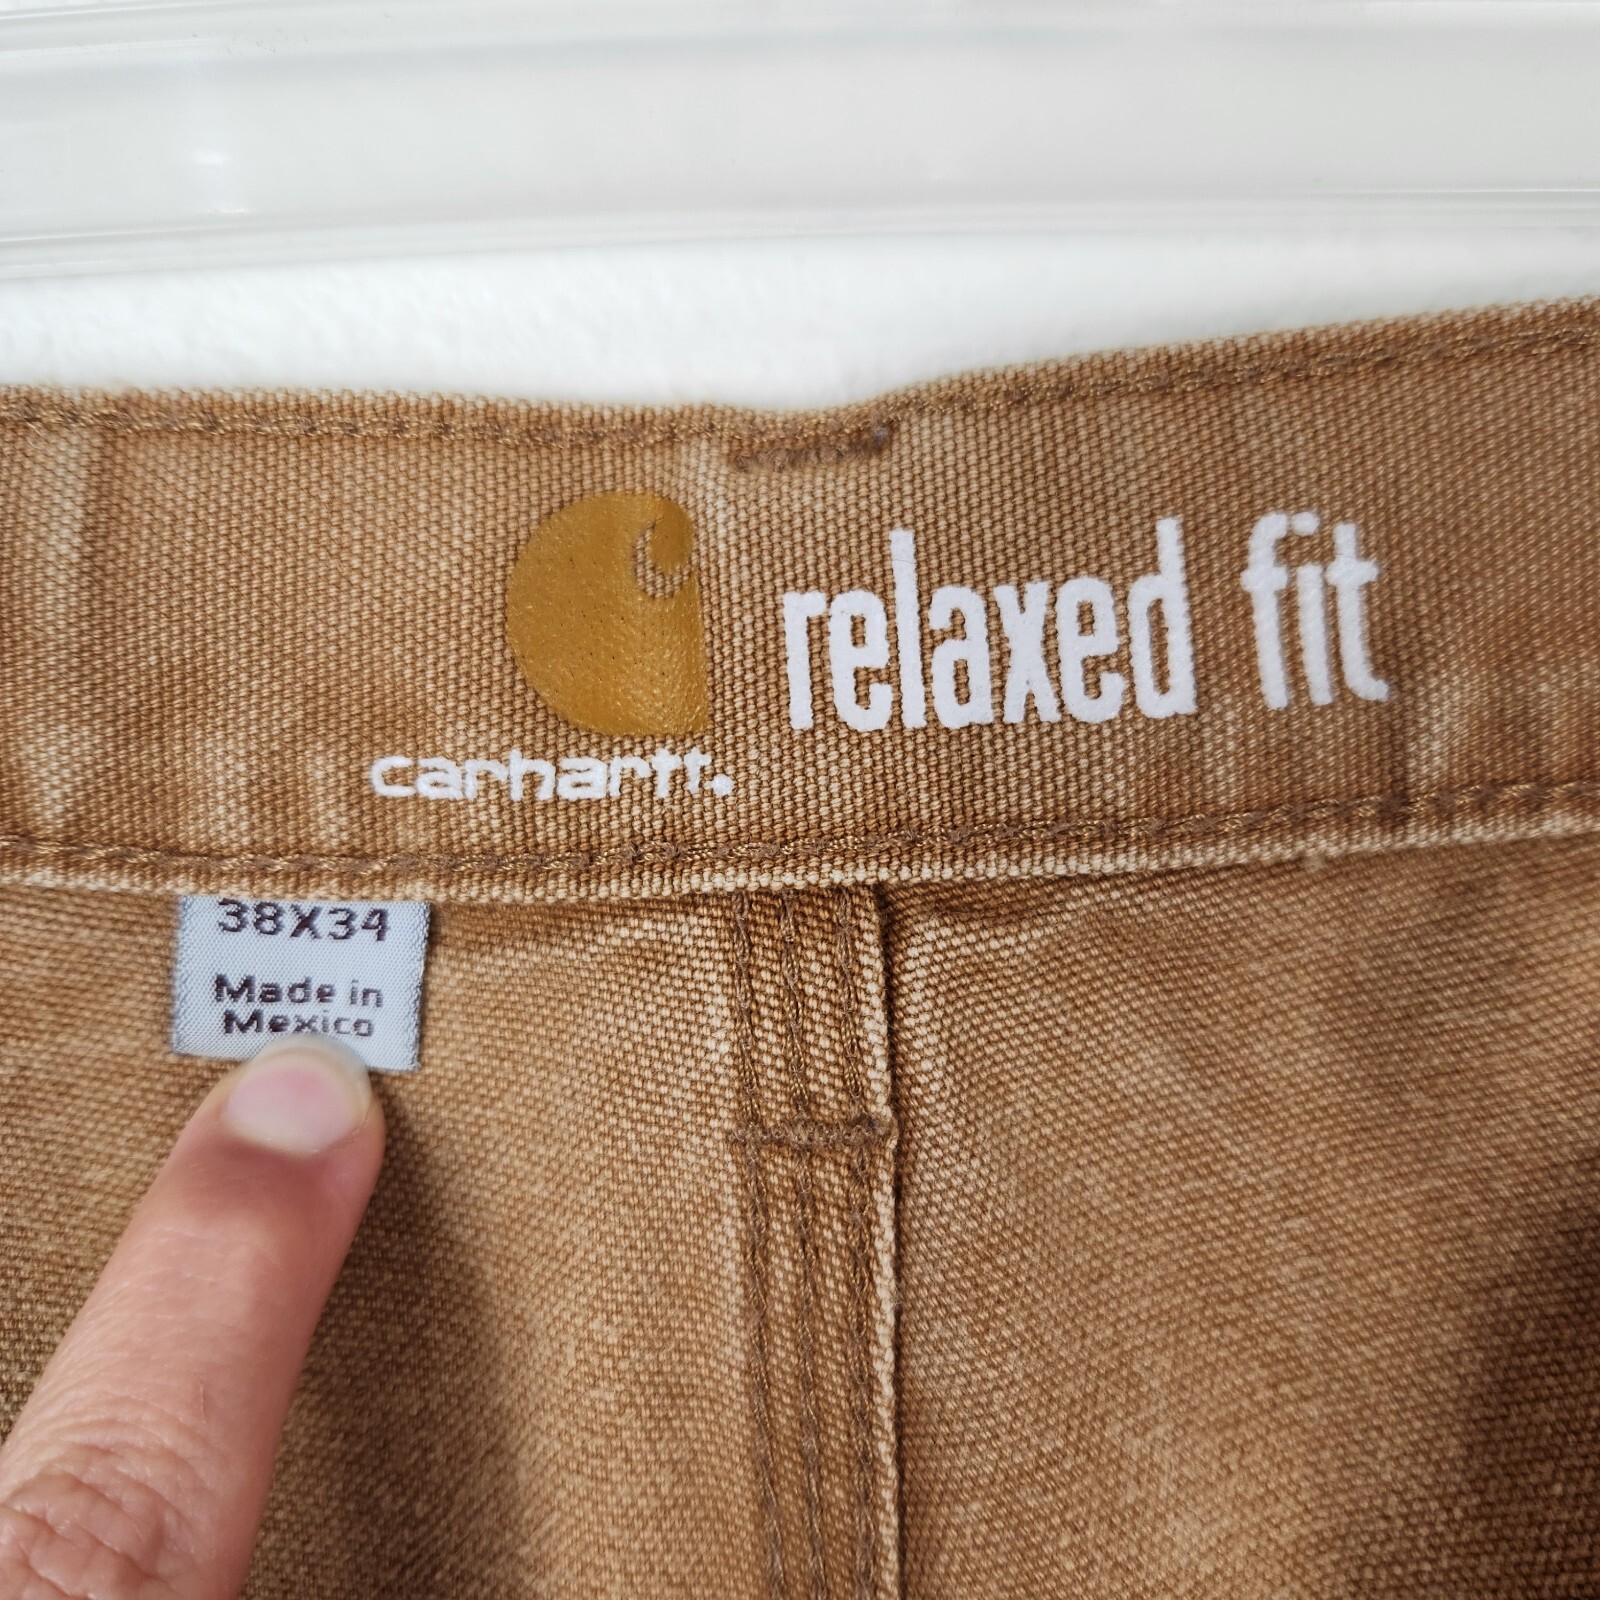 relaxed fit
carhartt.
38X34
Made in
Mexico